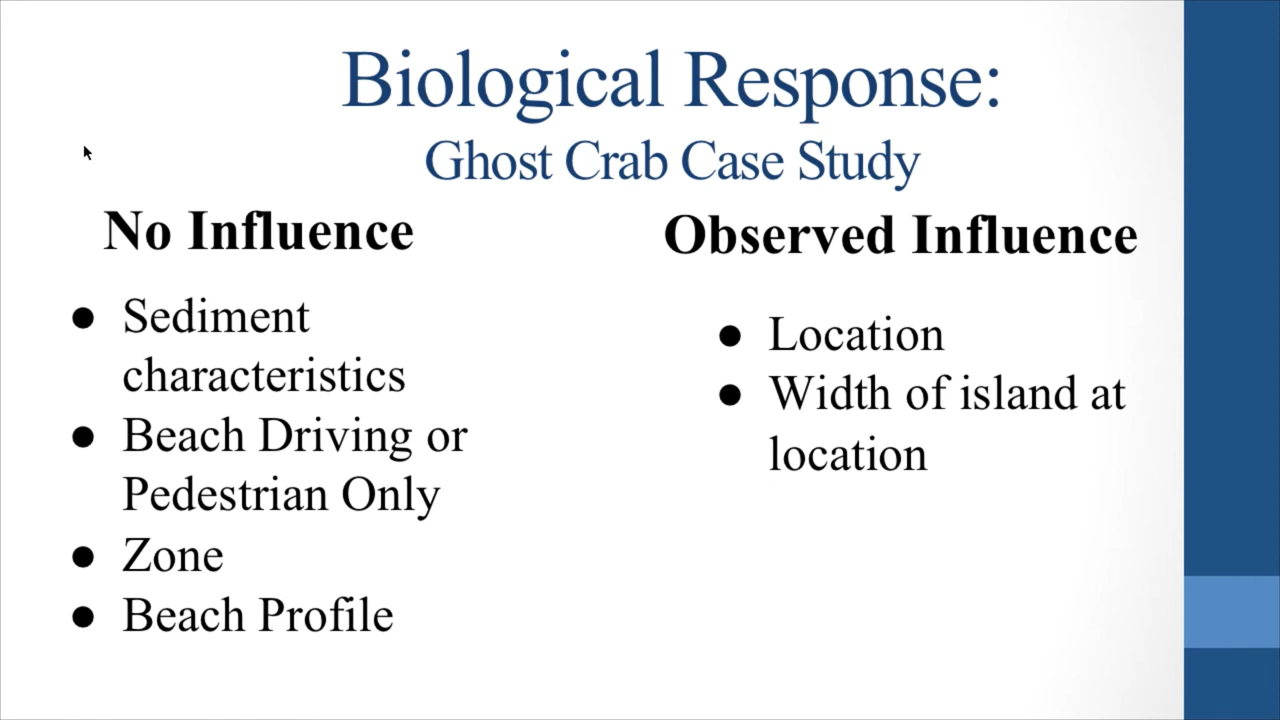 Biological Response:
Ghost Crab Case Study
No Influence
● Sediment
characteristics
● Beach Driving or
Pedestrian Only
● Zone
● Beach Profile
Observed Influence
● Location
● Width of island at
location